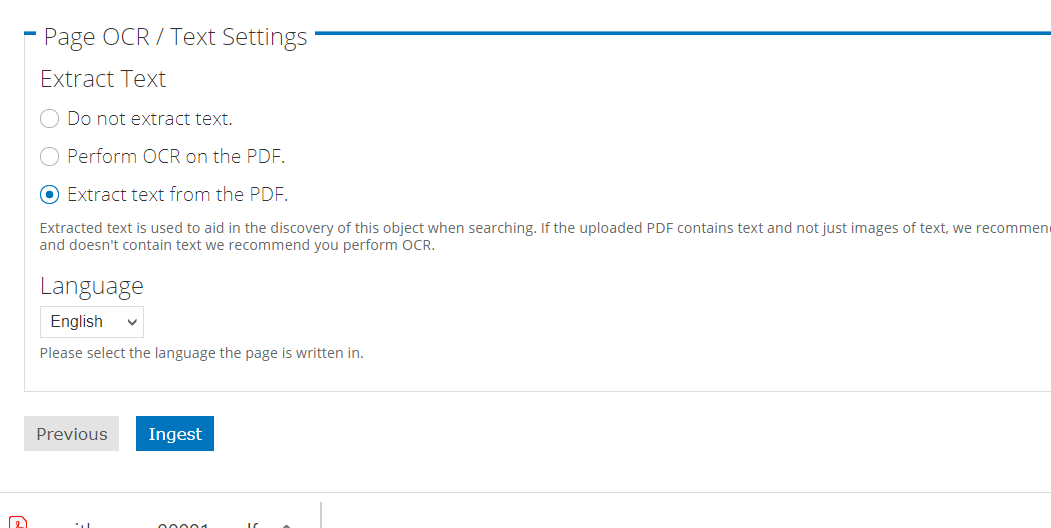 Page OCR / Text Settings
Extract Text
Do not extract text.
Perform OCR on the PDF.
Extract text from the PDF.
Extracted text is used to aid in the discovery of this object when searching. If the uploaded PDF contains text and not just images of text, we
and doesn't contain text we recommend you perform OCR.
Language
English
Please select the language the page is written in.
Previous Ingest